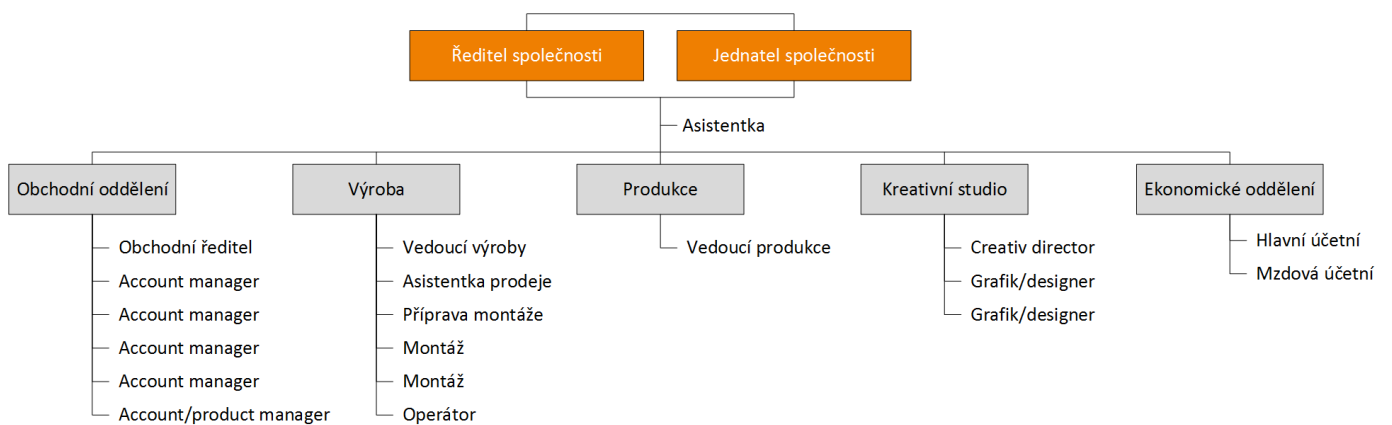 Ředitel společnosti
Jednatel společnosti
Asistentka
Obchodní oddělení
Obchodní ředitel
Account manager
Account manager
Account manager
Account manager
Account/product manager
Výroba
Vedoucí výroby
Asistentka prodeje
Příprava montáže
Montáž
Montáž
Operátor
Produkce
Vedoucí produkce
Kreativní studio
Creativ director
Grafik/designer
Grafik/designer
Ekonomické oddělení
Hlavní účetní
Mzdová účetní